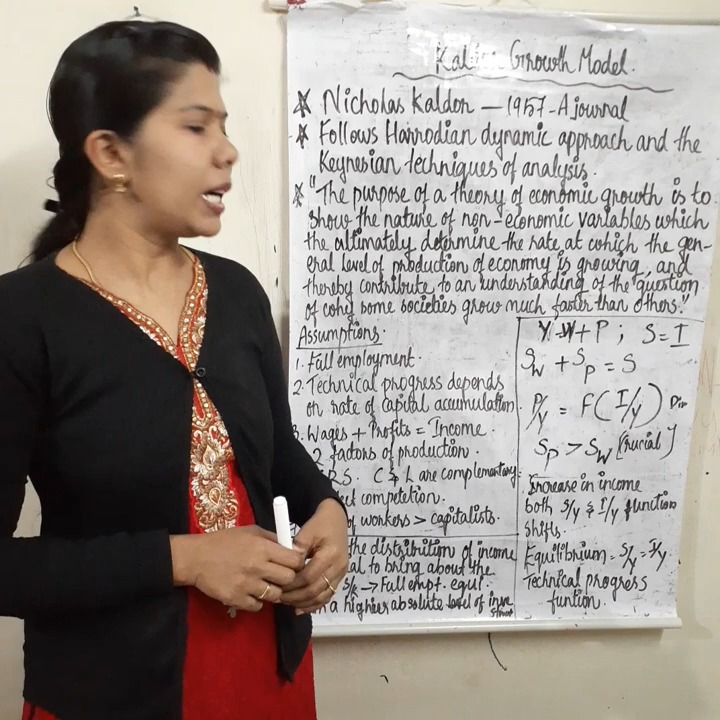 Growth Model.
* Nicholas Kaldor — 1957 - A journal
* Follows Harrodian dynamic approach and the
Keynesian techniques of analysis.
* "The purpose of a theory of economic growth is to
show the nature of non-economic variables which
the ultimately determine the rate at which the gen-
eral level of production of economy is growing, and
thereby contribute to an understanding of the question
of why some societies grow much faster than others."
Assumptions.
1. Full employment.
2. Technical progress depends
on rate of capital accumulation.
3. Wages + Profits = Income.
2 factors of production.
R.S. C & L are complementary.
competition.
of workers > capitalists.
the distribution of income
to bring about the
→ Full empt. equi.
in a higher absolute level of inve
stment
Y = W + P ; S = I
Sw + Sp = S
P/Y = F(I/Y) Dir
Sp > Sw [Crucial]
Increase in income
both S/Y & I/Y function
shifts.
Equilibrium = S/Y = I/Y
Technical progress
funtion.